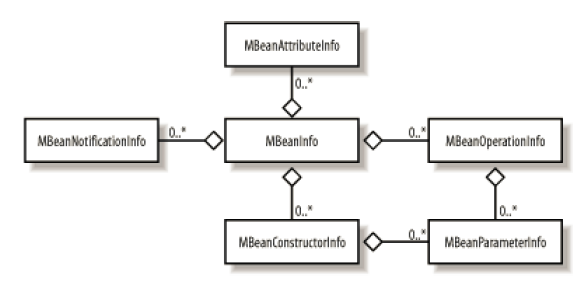 MBeanAttributeInfo
0..*
MBeanNotificationInfo
0..*
MBeanInfo
0..*
MBeanOperationInfo
0..*
0..*
MBeanConstructorInfo
0..*
MBeanParameterInfo